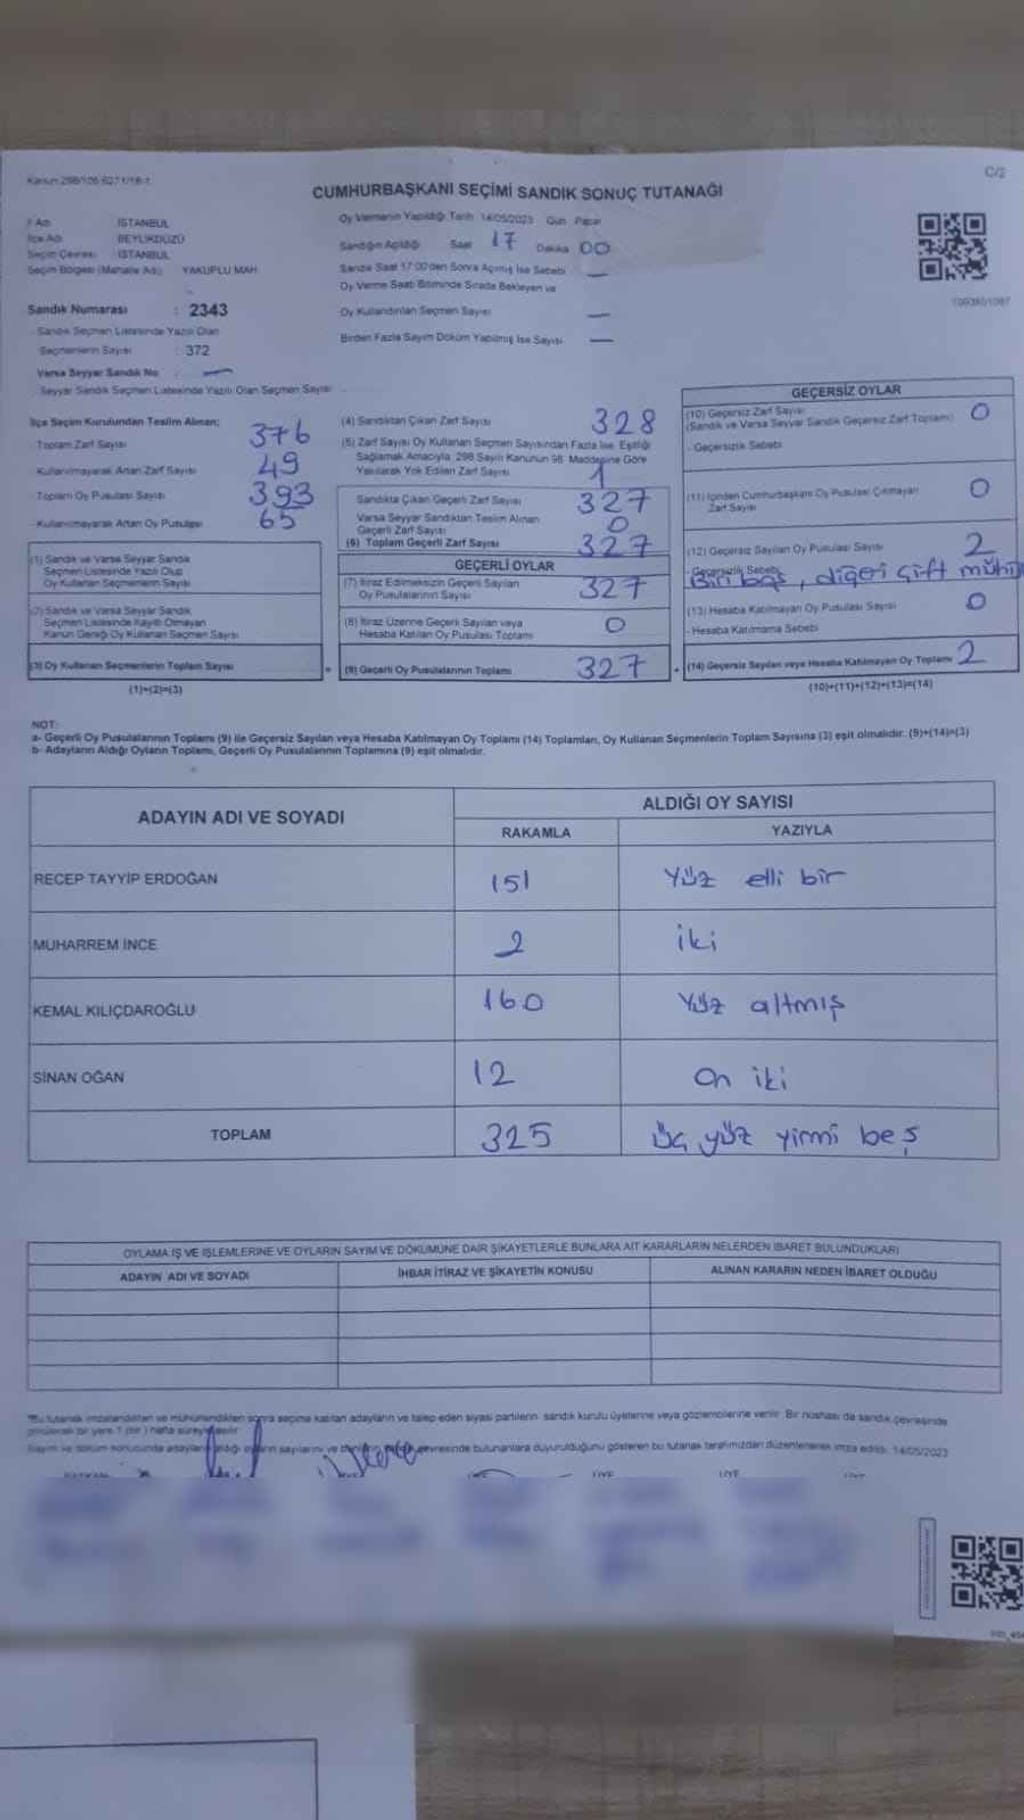 Kanun 298/105
C/2
CUMHURBAŞKANI SEÇİMİ SANDIK SONUÇ TUTANAĞI
İl Adı İSTANBUL
İlçe Adı BEYLİKDÜZÜ
Seçim Çevresi İSTANBUL
Seçim Bölgesi (Mahalle Adı) YAKUPLU MAH
Sandık Numarası : 2343
Sandık Seçmen Listesinde Yazılı Olan
Seçmenlerin Sayısı : 372
Varsa Seyyar Sandık No : —
Seyyar Sandık Seçmen Listesinde Yazılı Olan Seçmen Sayısı
Oy Vermenin Yapıldığı Tarih 14/05/2023 Gün Pazar
Sandığın Açıldığı Saat 17 Dakika 00
Sandık Saat 17:00'den Sonra Açılmış İse Sebebi —
Oy Verme Saati Bitiminde Sırada Bekleyen ve
Oy Kullandırılan Seçmen Sayısı —
Birden Fazla Sayım Döküm Yapılmış İse Sayısı —
İlçe Seçim Kurulundan Teslim Alınan;
Toplam Zarf Sayısı 376
Kullanılmayarak Artan Zarf Sayısı 49
Toplam Oy Pusulası Sayısı 393
Kullanılmayarak Artan Oy Pusulası 65
(1) Sandık ve Varsa Seyyar Sandık
Seçmen Listesinde Yazılı Olup
Oy Kullanan Seçmenlerin Sayısı
(2) Sandık ve Varsa Seyyar Sandık
Seçmen Listesinde Kayıtlı Olmayan
Kanun Gereği Oy Kullanan Seçmen Sayısı
(3) Oy Kullanan Seçmenlerin Toplam Sayısı
(1)+(2)=(3)
(4) Sandıktan Çıkan Zarf Sayısı 328
(5) Zarf Sayısı Oy Kullanan Seçmen Sayısından Fazla İse, Eşitliği
Sağlamak Amacıyla, 298 Sayılı Kanunun 98. Maddesine Göre
Yakılarak Yok Edilen Zarf Sayısı 1
Sandıkta Çıkan Geçerli Zarf Sayısı 327
Varsa Seyyar Sandıktan Teslim Alınan
Geçerli Zarf Sayısı 0
(6) Toplam Geçerli Zarf Sayısı 327
GEÇERLİ OYLAR
(7) İtiraz Edilmeksizin Geçerli Sayılan
Oy Pusulalarının Sayısı 327
(8) İtiraz Üzerine Geçerli Sayılan veya
Hesaba Katılan Oy Pusulası Toplamı 0
= (9) Geçerli Oy Pusulalarının Toplamı 327
GEÇERSİZ OYLAR
(10) Geçersiz Zarf Sayısı
(Sandık ve Varsa Seyyar Sandık Geçersiz Zarf Toplamı) 0
- Geçersizlik Sebebi
(11) İçinden Cumhurbaşkanı Oy Pusulası Çıkmayan
Zarf Sayısı 0
(12) Geçersiz Sayılan Oy Pusulası Sayısı 2
- Geçersizlik Sebebi
Biri boş, diğeri çift mühü
(13) Hesaba Katılmayan Oy Pusulası Sayısı 0
- Hesaba Katılmama Sebebi
+ (14) Geçersiz Sayılan veya Hesaba Katılmayan Oy Toplamı 2
(10)+(11)+(12)+(13)=(14)
NOT:
a- Geçerli Oy Pusulalarının Toplamı (9) ile Geçersiz Sayılan veya Hesaba Katılmayan Oy Toplamı (14) Toplamları, Oy Kullanan Seçmenlerin Toplam Sayısına (3) eşit olmalıdır. (9)+(14)=(3)
b- Adayların Aldığı Oyların Toplamı, Geçerli Oy Pusulalarının Toplamına (9) eşit olmalıdır.
ADAYIN ADI VE SOYADI
ALDIĞI OY SAYISI
RAKAMLA YAZIYLA
RECEP TAYYİP ERDOĞAN 151 Yüz elli bir
MUHARREM İNCE 2 iki
KEMAL KILIÇDAROĞLU 160 Yüz altmış
SİNAN OĞAN 12 On iki
TOPLAM 325 Üç yüz yirmi beş
OYLAMA İŞ VE İŞLEMLERİNE VE OYLARIN SAYIM VE DÖKÜMÜNE DAİR ŞİKAYETLERLE BUNLARA AİT KARARLARIN NELERDEN İBARET BULUNDUKLARI
ADAYIN ADI VE SOYADI İHBAR İTİRAZ VE ŞİKAYETİN KONUSU ALINAN KARARIN NEDEN İBARET OLDUĞU
*Bu tutanak imzalandıktan ve mühürlendikten sonra seçime katılan adayların ve talep eden siyasi partilerin sandık kurulu üyelerine veya gözlemcilerine verilir. Bir nüshası da sandık çevresinde
görülecek bir yere 1 (bir) hafta süreyle asılır
Sayım ve döküm sonucunda adayların aldığı oyların sayılarını ve çevresinde bulunanlara duyurulduğunu gösteren bu tutanak tarafımızdan düzenlenerek imza edildi. 14/05/2023
ÜYE ÜYE ÜYE